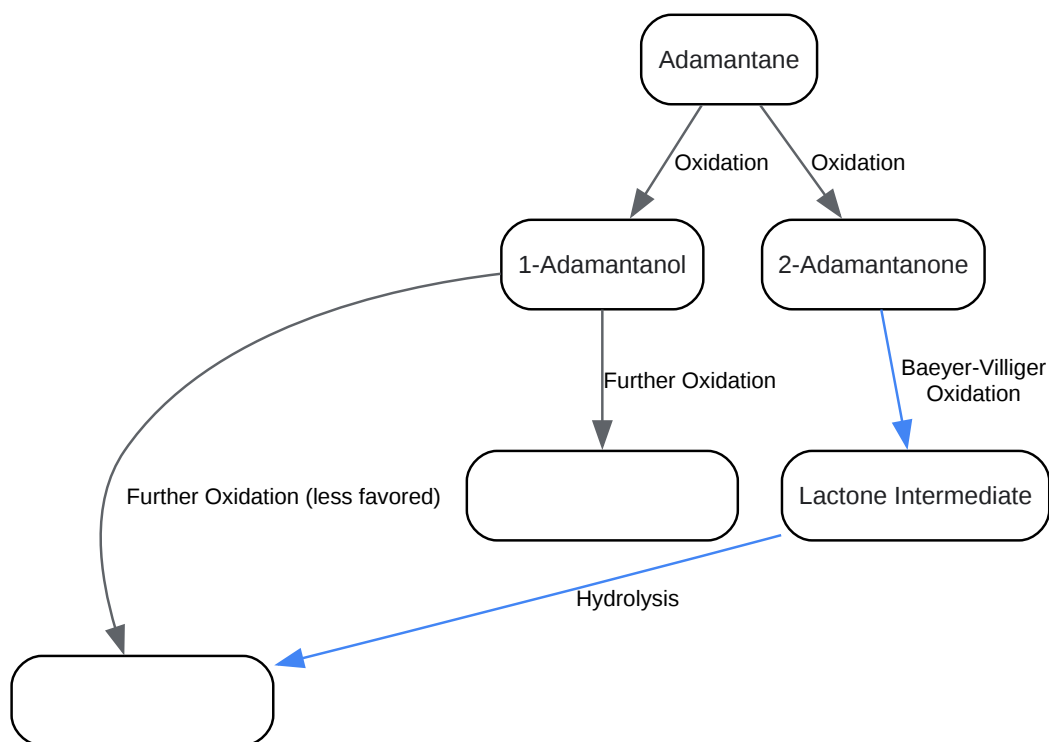 Adamantane
Oxidation
Oxidation
1-Adamantanol
2-Adamantanone
Further Oxidation
Baeyer-Villiger
Oxidation
Further Oxidation (less favored)
Lactone Intermediate
Hydrolysis